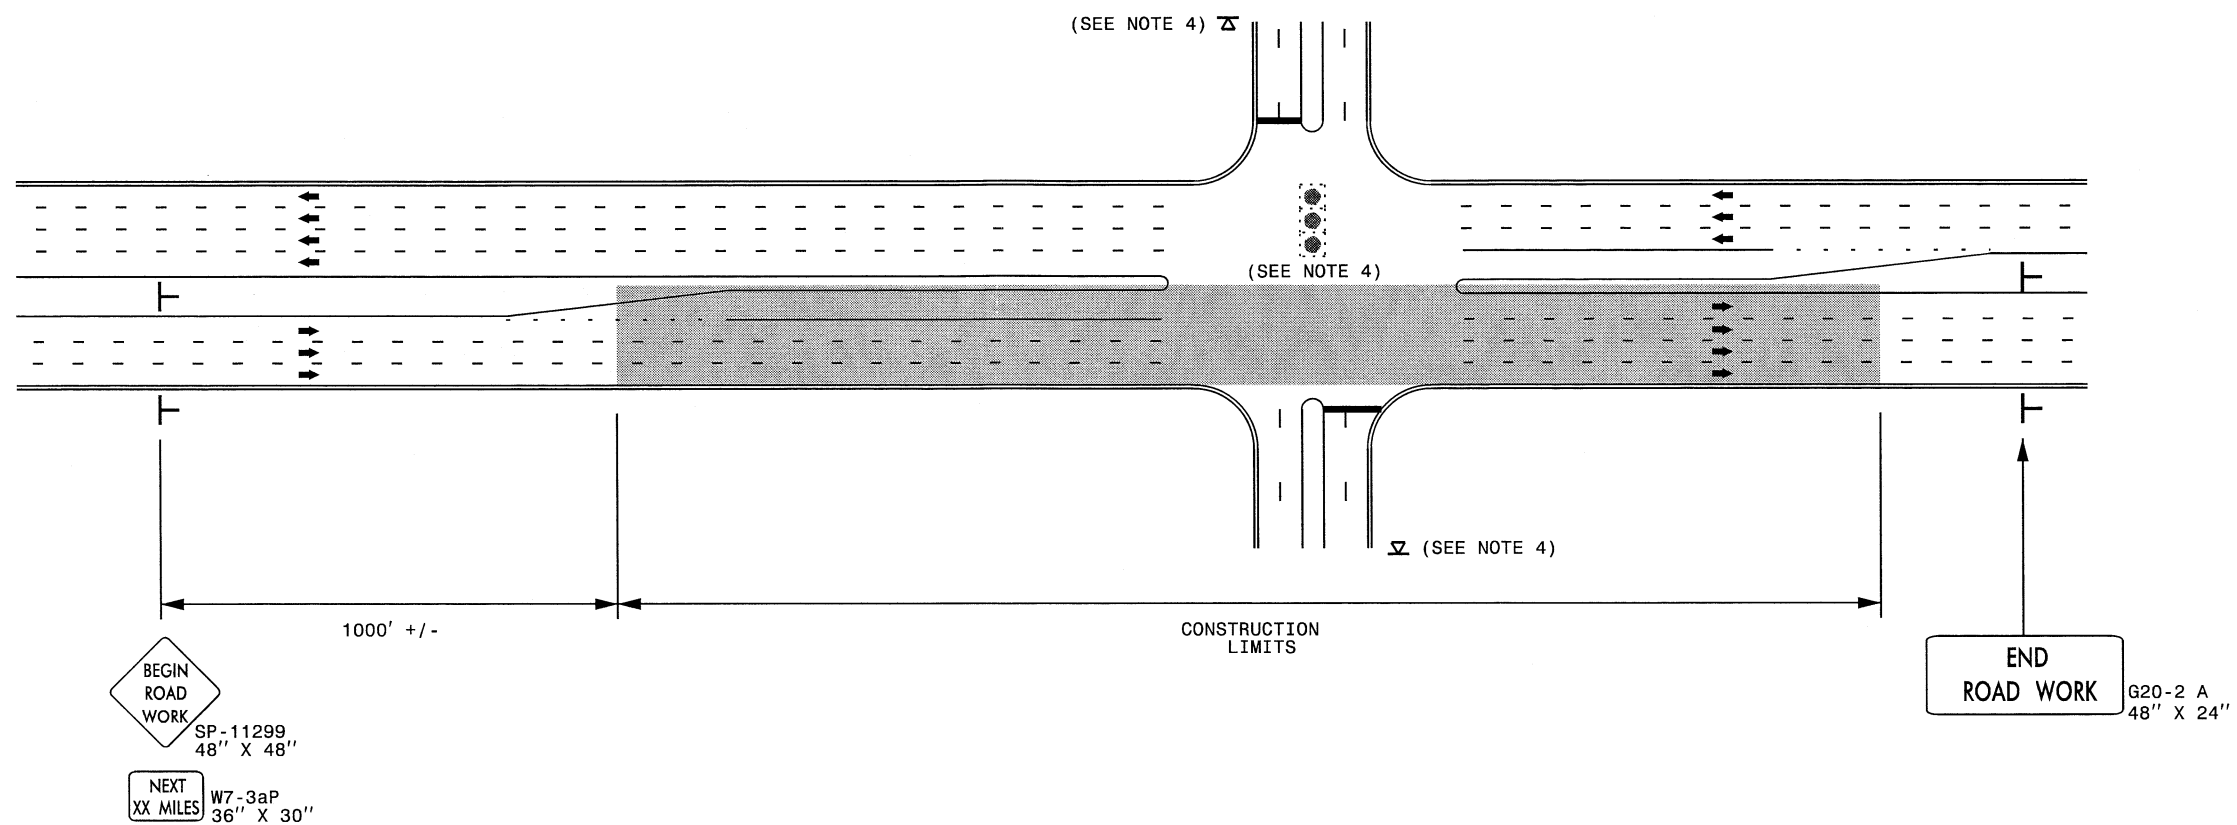 (SEE NOTE 4)
(SEE NOTE 4)
(SEE NOTE 4)
1000' +/-
CONSTRUCTION
LIMITS
BEGIN
ROAD
WORK
SP-11299
48" X 48"
NEXT
XX MILES
W7-3aP
36" X 30"
END
ROAD WORK
G20-2 A
48" X 24"